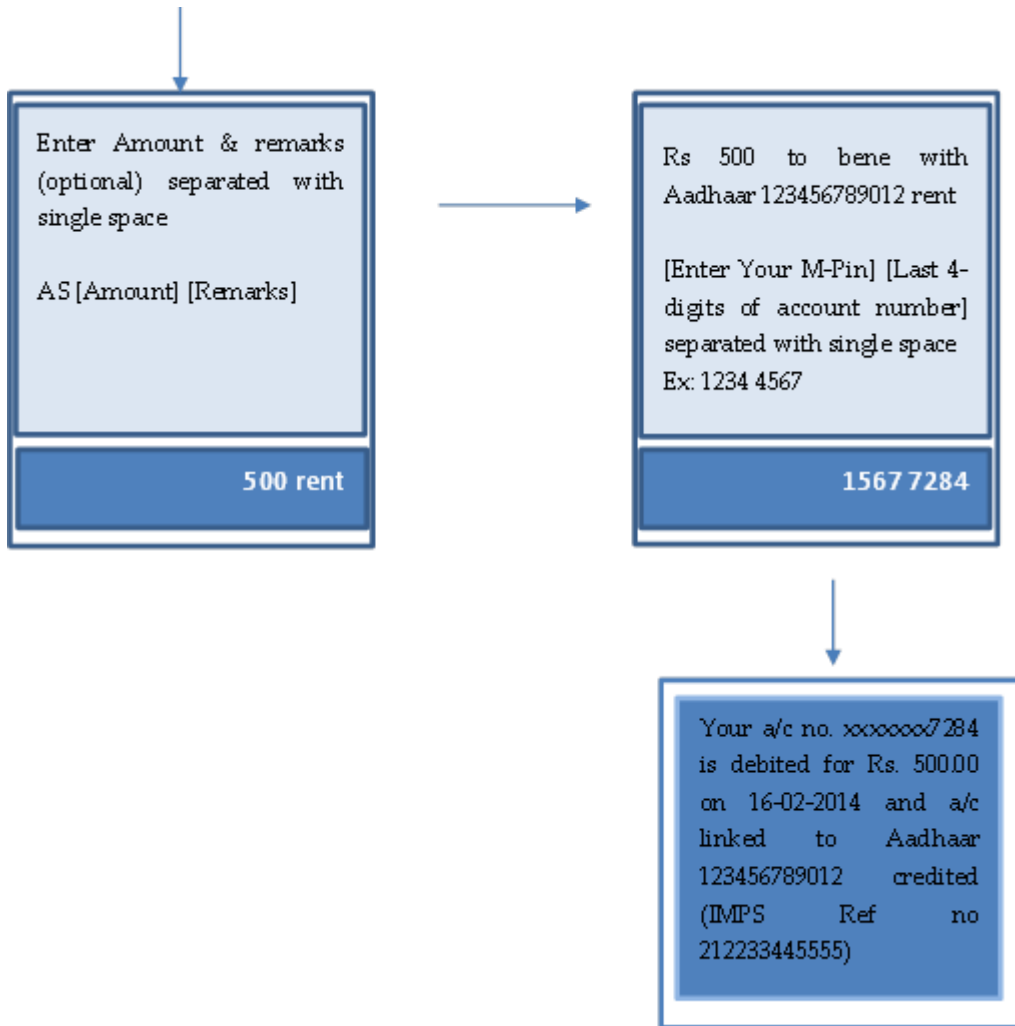 Enter Amount & remarks
(optional) separated with
single space
AS [Amount] [Remarks]
500 rent
Rs 500 to bene with
Aadhaar 123456789012 rent
[Enter Your M-Pin] [Last 4-
digits of account number]
separated with single space
Ex: 1234 4567
1567 7284
Your a/c no. xxxxxxx7284
is debited for Rs. 500.00
on 16-02-2014 and a/c
linked to Aadhaar
123456789012 credited
(IMPS Ref no
212233445555)